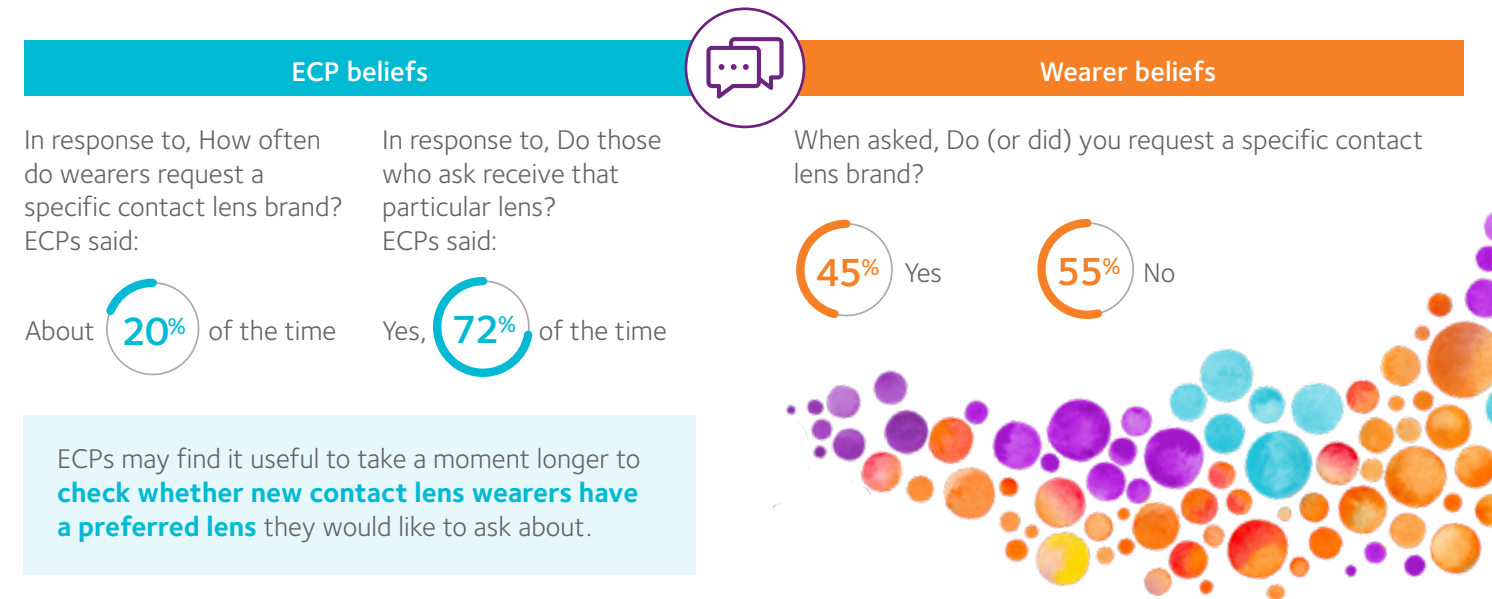 ECP beliefs
Wearer beliefs
In response to, How often
do wearers request a
specific contact lens brand?
ECPs said:
About 20% of the time
In response to, Do those
who ask receive that
particular lens?
ECPs said:
Yes, 72% of the time
When asked, Do (or did) you request a specific contact
lens brand?
45% Yes
55% No
ECPs may find it useful to take a moment longer to
check whether new contact lens wearers have
a preferred lens they would like to ask about.